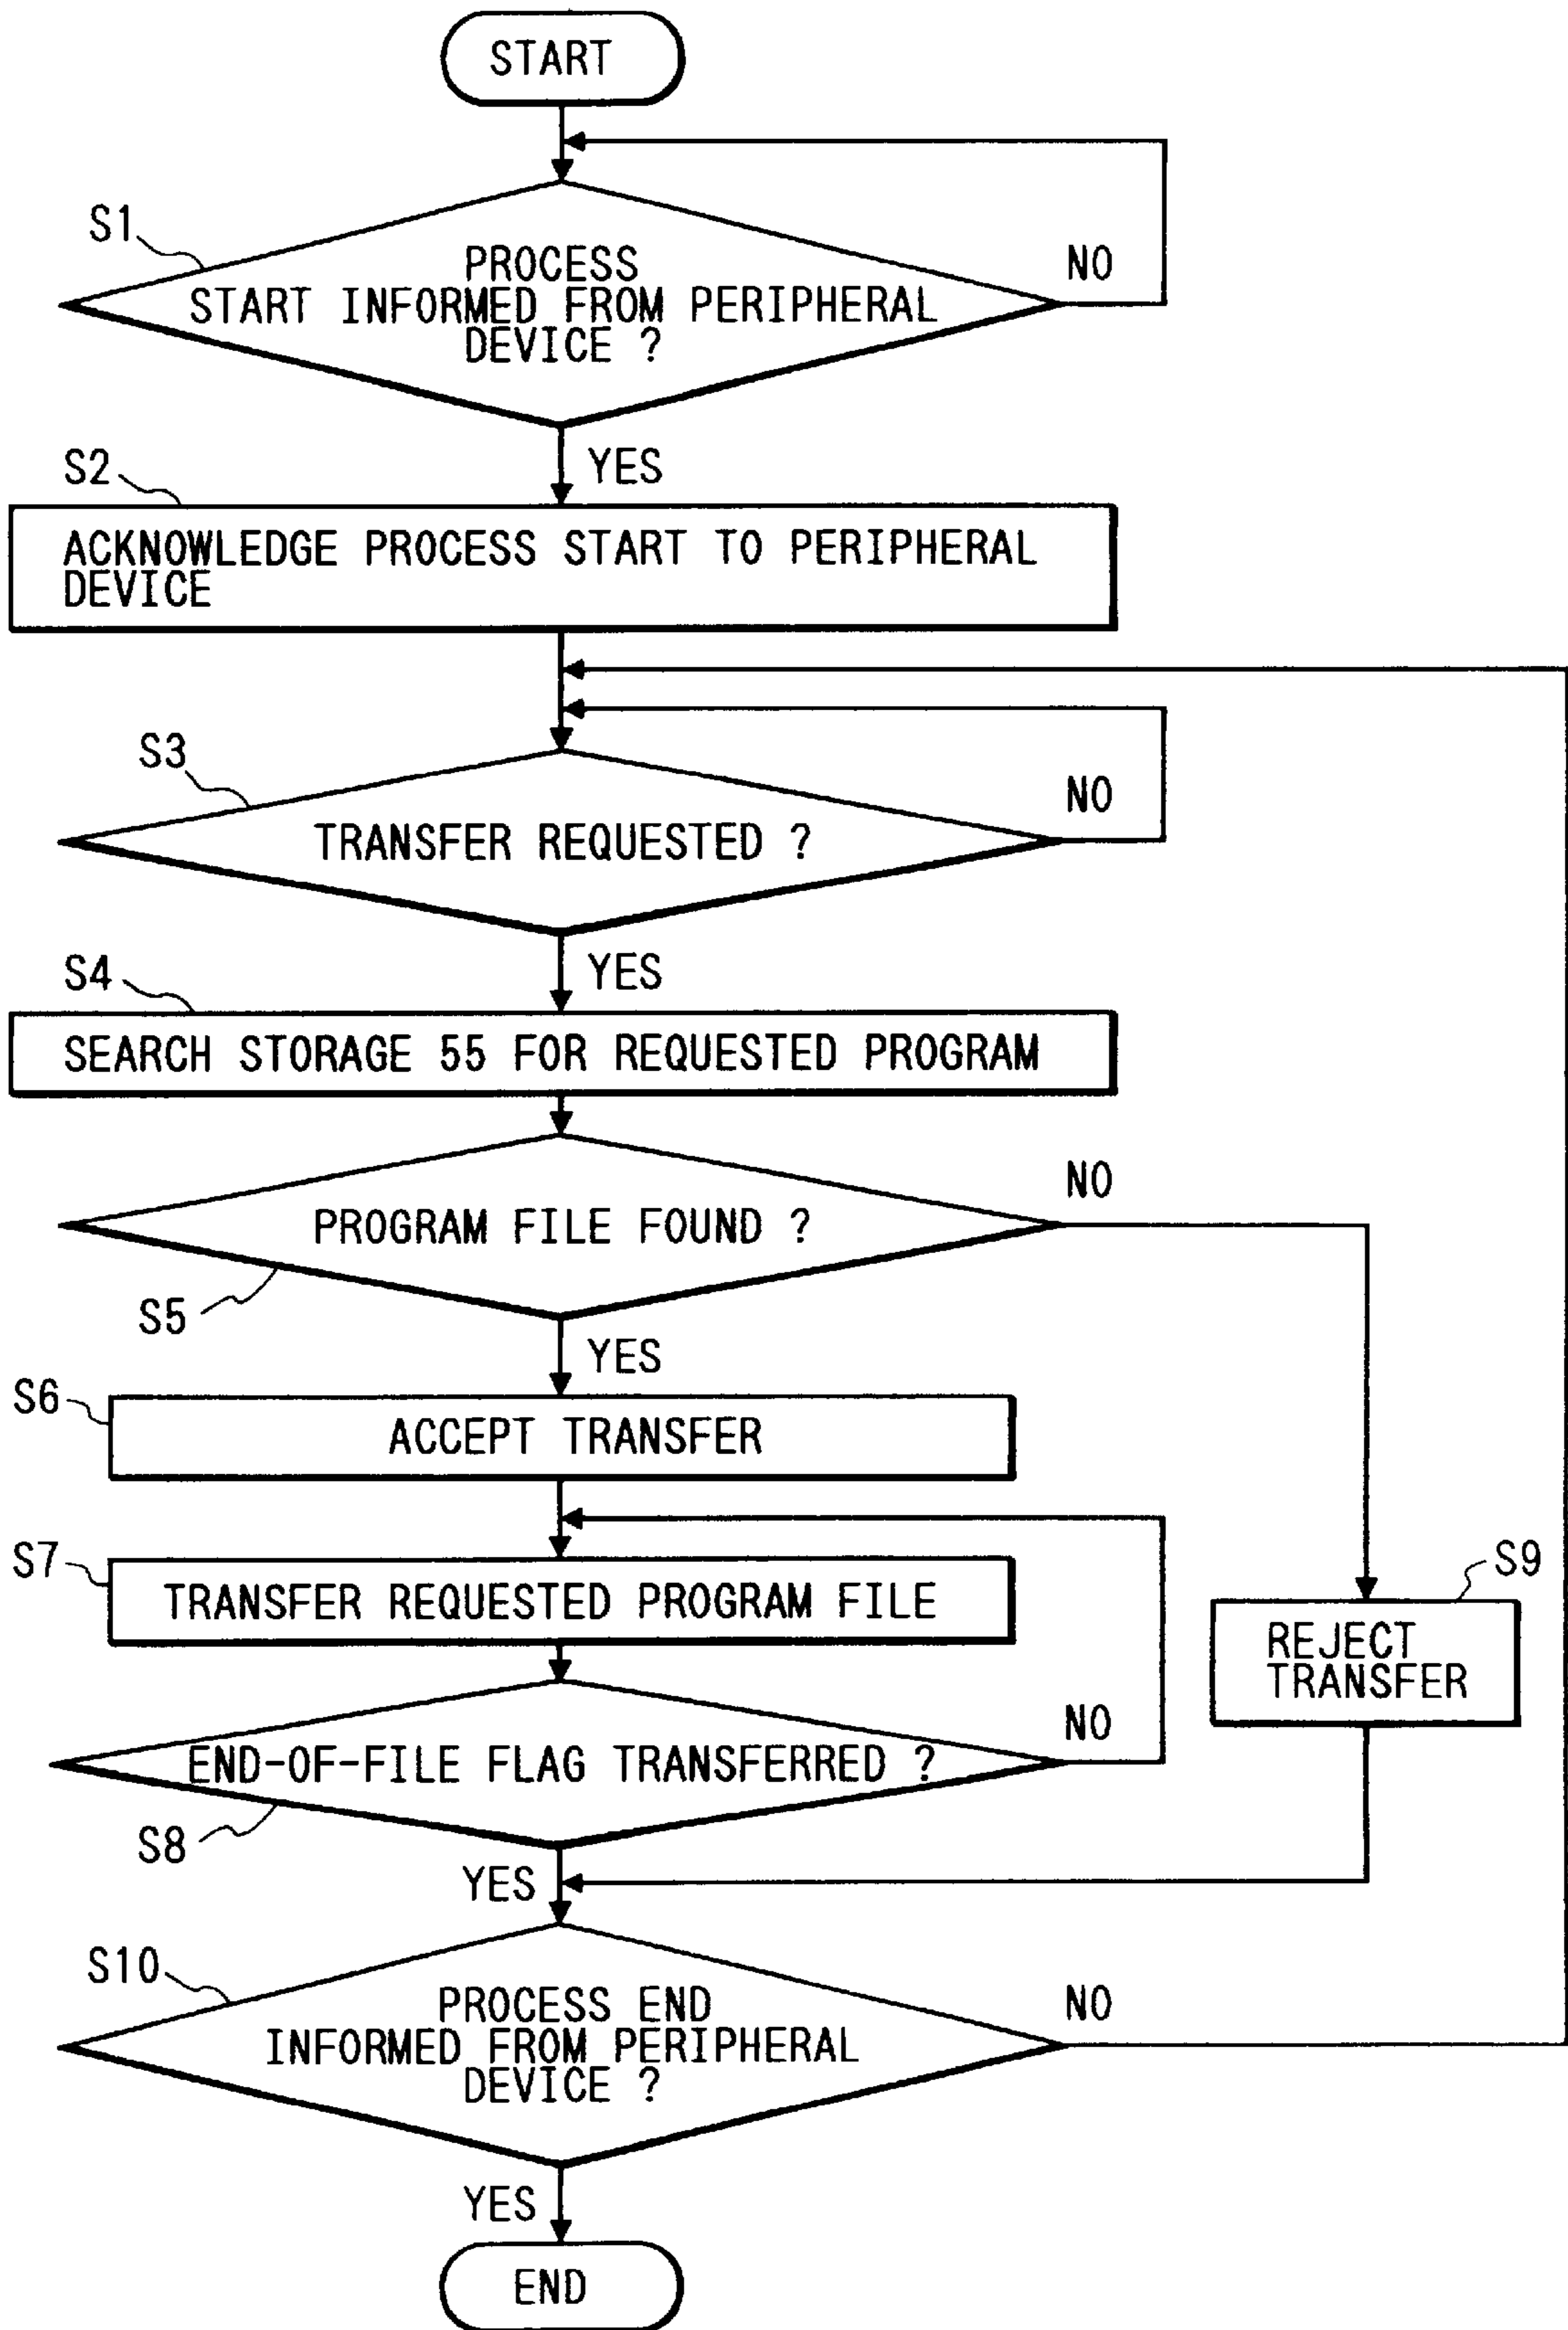 START
S1
PROCESS
START INFORMED FROM PERIPHERAL
DEVICE ?
NO
YES
S2
ACKNOWLEDGE PROCESS START TO PERIPHERAL
DEVICE
S3
TRANSFER REQUESTED ?
NO
YES
S4
SEARCH STORAGE 55 FOR REQUESTED PROGRAM
PROGRAM FILE FOUND ?
NO
S5
YES
S6
ACCEPT TRANSFER
S7
TRANSFER REQUESTED PROGRAM FILE
S9
REJECT
TRANSFER
END-OF-FILE FLAG TRANSFERRED ?
NO
S8
YES
S10
PROCESS END
INFORMED FROM PERIPHERAL
DEVICE ?
NO
YES
END